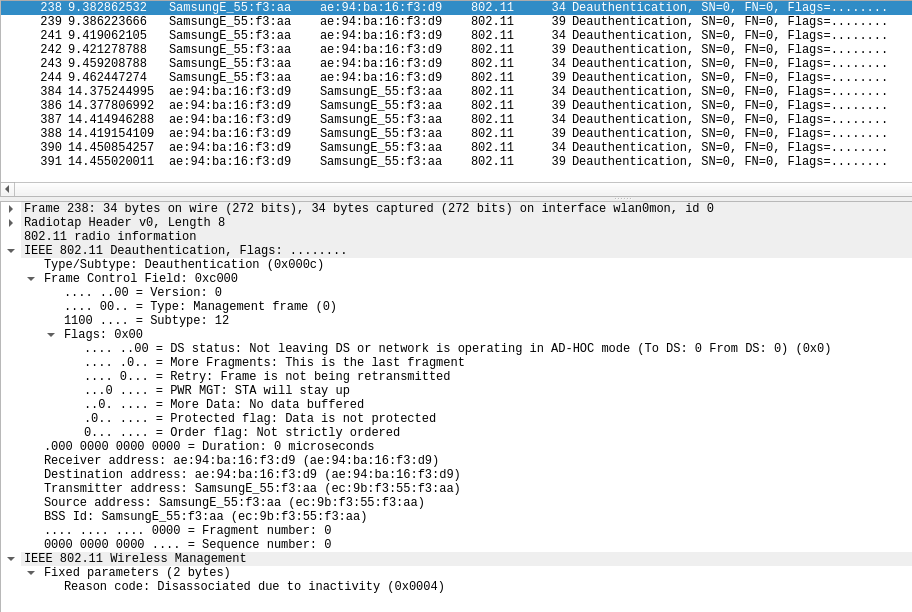 238 9.382862532 SamsungE_55:f3:aa ae:94:ba:16:f3:d9 802.11 34 Deauthentication, SN=0, FN=0, Flags=........
239 9.386223666 SamsungE_55:f3:aa ae:94:ba:16:f3:d9 802.11 39 Deauthentication, SN=0, FN=0, Flags=........
241 9.419062105 SamsungE_55:f3:aa ae:94:ba:16:f3:d9 802.11 34 Deauthentication, SN=0, FN=0, Flags=........
242 9.421278788 SamsungE_55:f3:aa ae:94:ba:16:f3:d9 802.11 39 Deauthentication, SN=0, FN=0, Flags=........
243 9.459208788 SamsungE_55:f3:aa ae:94:ba:16:f3:d9 802.11 34 Deauthentication, SN=0, FN=0, Flags=........
244 9.462447274 SamsungE_55:f3:aa ae:94:ba:16:f3:d9 802.11 39 Deauthentication, SN=0, FN=0, Flags=........
384 14.375244995 ae:94:ba:16:f3:d9 SamsungE_55:f3:aa 802.11 34 Deauthentication, SN=0, FN=0, Flags=........
386 14.377806992 ae:94:ba:16:f3:d9 SamsungE_55:f3:aa 802.11 39 Deauthentication, SN=0, FN=0, Flags=........
387 14.414946288 ae:94:ba:16:f3:d9 SamsungE_55:f3:aa 802.11 34 Deauthentication, SN=0, FN=0, Flags=........
388 14.419154109 ae:94:ba:16:f3:d9 SamsungE_55:f3:aa 802.11 39 Deauthentication, SN=0, FN=0, Flags=........
390 14.450854257 ae:94:ba:16:f3:d9 SamsungE_55:f3:aa 802.11 34 Deauthentication, SN=0, FN=0, Flags=........
391 14.455020011 ae:94:ba:16:f3:d9 SamsungE_55:f3:aa 802.11 39 Deauthentication, SN=0, FN=0, Flags=........
Frame 238: 34 bytes on wire (272 bits), 34 bytes captured (272 bits) on interface wlan0mon, id 0
Radiotap Header v0, Length 8
802.11 radio information
IEEE 802.11 Deauthentication, Flags: ........
Type/Subtype: Deauthentication (0x000c)
Frame Control Field: 0xc000
.... ..00 = Version: 0
.... 00.. = Type: Management frame (0)
1100 .... = Subtype: 12
Flags: 0x00
.... ..00 = DS status: Not leaving DS or network is operating in AD-HOC mode (To DS: 0 From DS: 0) (0x0)
.... .0.. = More Fragments: This is the last fragment
.... 0... = Retry: Frame is not being retransmitted
...0 .... = PWR MGT: STA will stay up
..0. .... = More Data: No data buffered
.0.. .... = Protected flag: Data is not protected
0... .... = Order flag: Not strictly ordered
.000 0000 0000 0000 = Duration: 0 microseconds
Receiver address: ae:94:ba:16:f3:d9 (ae:94:ba:16:f3:d9)
Destination address: ae:94:ba:16:f3:d9 (ae:94:ba:16:f3:d9)
Transmitter address: SamsungE_55:f3:aa (ec:9b:f3:55:f3:aa)
Source address: SamsungE_55:f3:aa (ec:9b:f3:55:f3:aa)
BSS Id: SamsungE_55:f3:aa (ec:9b:f3:55:f3:aa)
.... .... .... 0000 = Fragment number: 0
0000 0000 0000 .... = Sequence number: 0
IEEE 802.11 Wireless Management
Fixed parameters (2 bytes)
Reason code: Disassociated due to inactivity (0x0004)